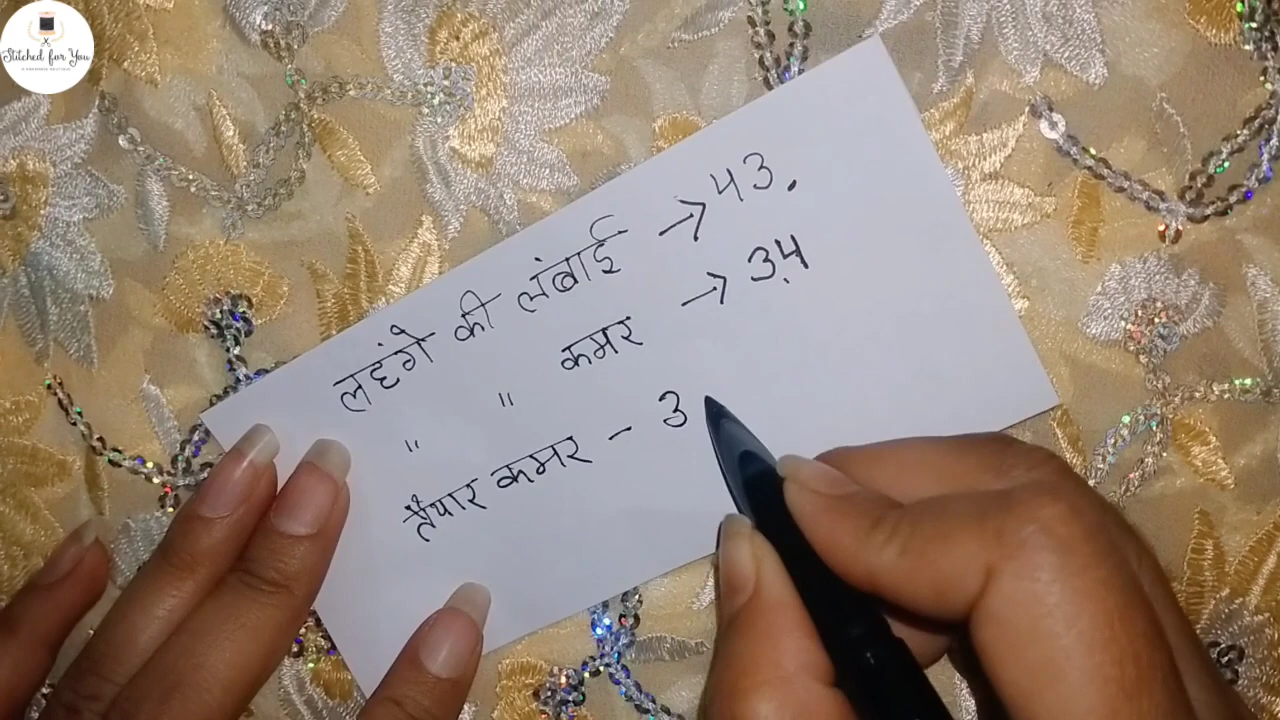 Stitched for You
लहंगे की लंबाई → 43.
" " कमर → 34
तैयार कमर - 3